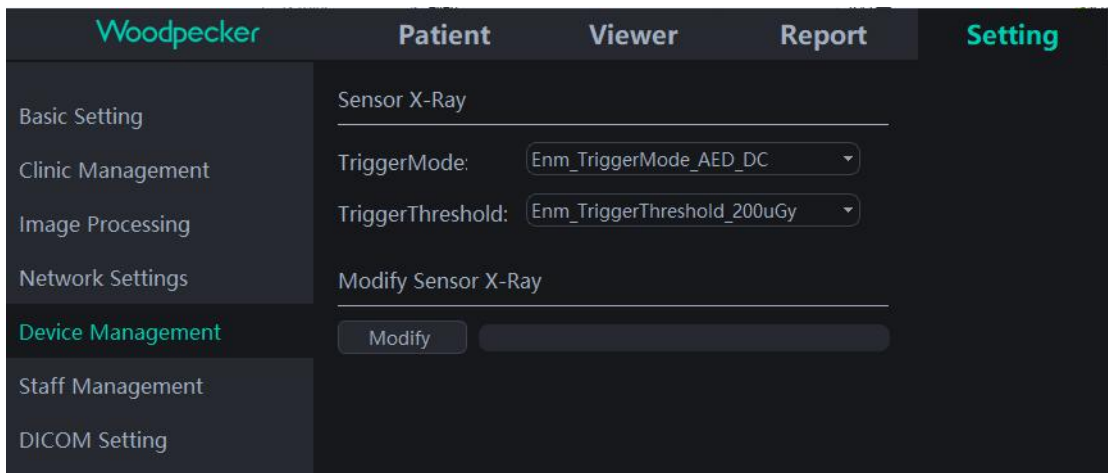 Woodpecker Patient Viewer Report Setting
Basic Setting
Clinic Management
Image Processing
Network Settings
Device Management
Staff Management
DICOM Setting
Sensor X-Ray
TriggerMode: Enm_TriggerMode_AED_DC
TriggerThreshold: Enm_TriggerThreshold_200uGy
Modify Sensor X-Ray
Modify